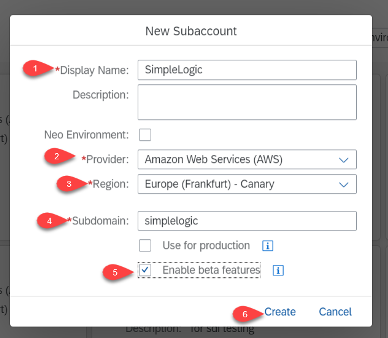 New Subaccount
1 *Display Name: SimpleLogic
Description:
Neo Environment:
2 *Provider: Amazon Web Services (AWS)
3 *Region: Europe (Frankfurt) - Canary
4 *Subdomain: simplelogic
Use for production i
5 Enable beta features i
6 Create Cancel
Description: for sdi testing